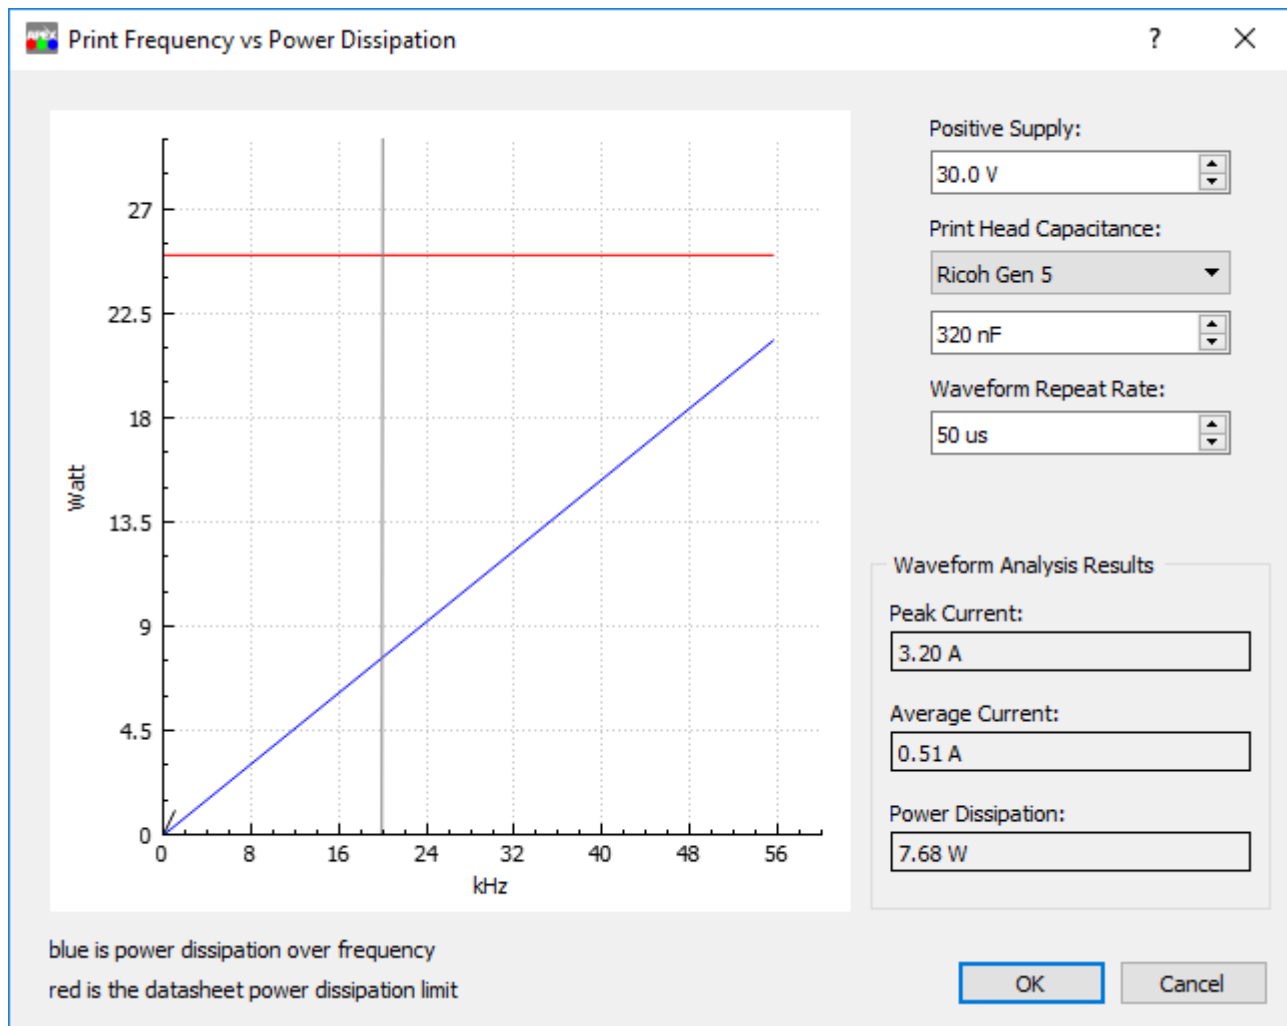 APEX
Print Frequency vs Power Dissipation
?
Positive Supply:
30.0 V
Print Head Capacitance:
Ricoh Gen 5
320 nF
Waveform Repeat Rate:
50 us
27
22.5
18
13.5
9
4.5
0
Watt
0 8 16 24 32 40 48 56
kHz
Waveform Analysis Results
Peak Current:
3.20 A
Average Current:
0.51 A
Power Dissipation:
7.68 W
blue is power dissipation over frequency
red is the datasheet power dissipation limit
OK Cancel